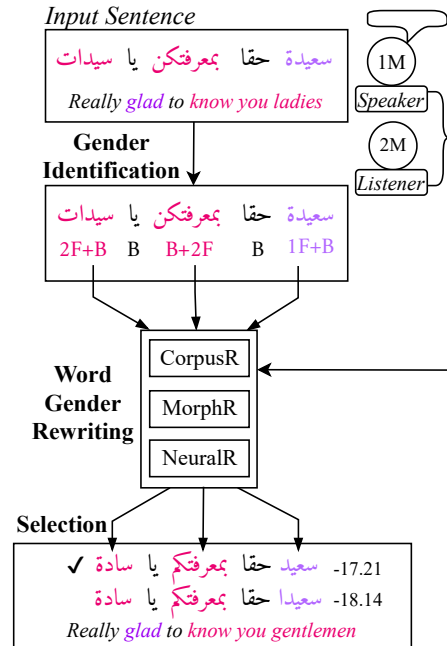 Input Sentence
سعيدة حقا بمعرفتكن يا سيدات
Really glad to know you ladies
1M
Speaker
2M
Listener
Gender
Identification
سعيدة حقا بمعرفتكن يا سيدات
2F+B B B+2F B 1F+B
Word
Gender
Rewriting
CorpusR
MorphR
NeuralR
Selection
✓ سعيد حقا بمعرفتكم يا سادة -17.21
سعيدا حقا بمعرفتكم يا سادة -18.14
Really glad to know you gentlemen